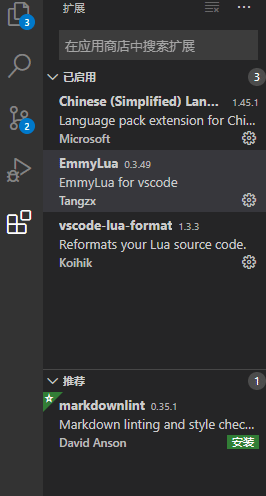 扩展
3
在应用商店中搜索扩展
已启用
3
Chinese (Simplified) Lan... 1.45.1
Language pack extension for Chi...
Microsoft
2
EmmyLua 0.3.49
EmmyLua for vscode
Tangzx
vscode-lua-format 1.3.3
Reformats your Lua source code.
Koihik
推荐
1
markdownlint 0.35.1
Markdown linting and style chec...
David Anson
安装